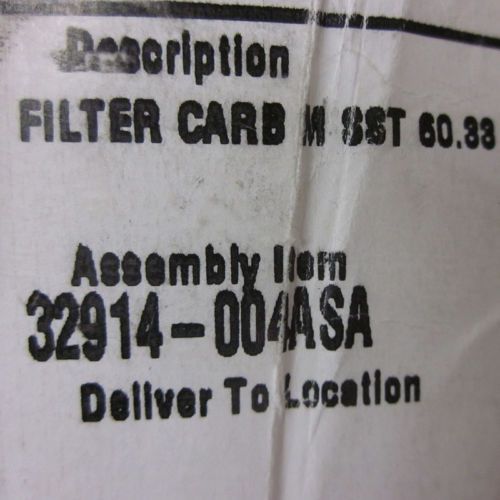 Description
FILTER CARB M SST 60.33
Assembly Item
32914-004ASA
Deliver To Location